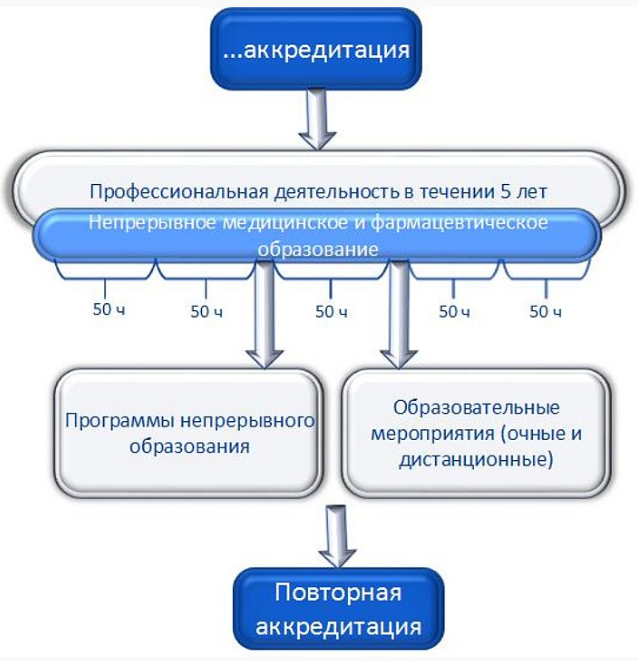 ...аккредитация
Профессиональная деятельность в течении 5 лет
Непрерывное медицинское и фармацевтическое
образование
50 ч
50 ч
50 ч
50 ч
50 ч
Программы непрерывного
образования
Образовательные
мероприятия (очные и
дистанционные)
Повторная
аккредитация